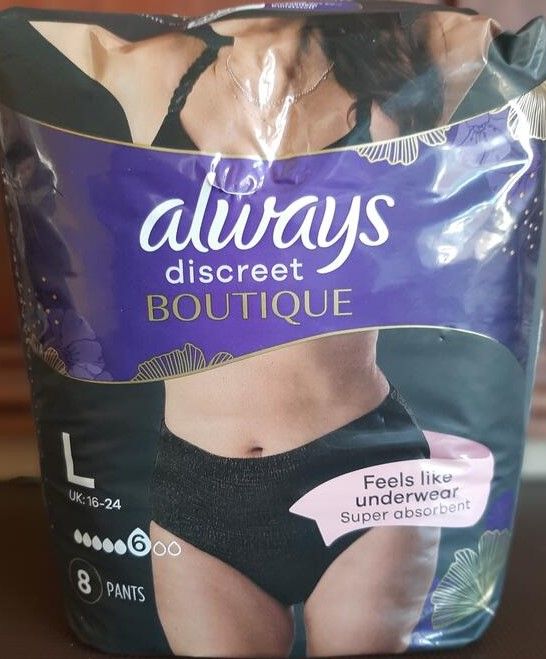 always
discreet
BOUTIQUE
L
UK: 16-24
Feels like
underwear
Super absorbent
6
8 PANTS